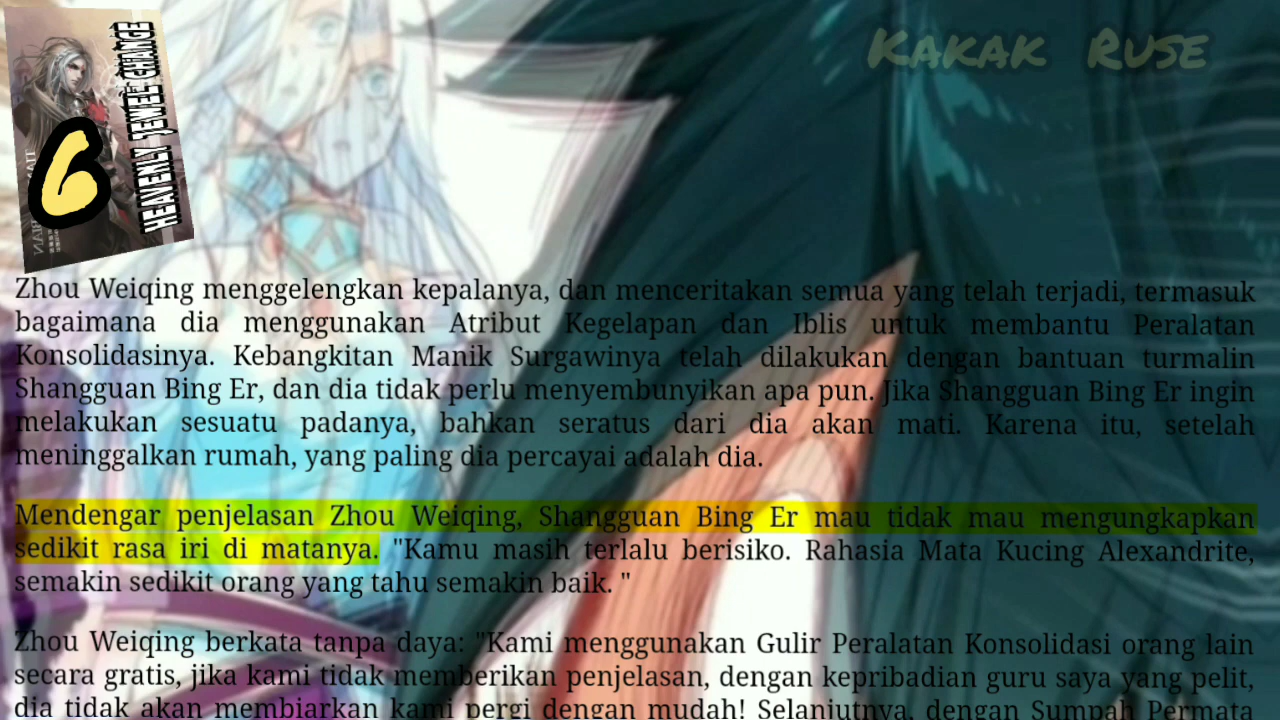 Kakak Ruse
HEAVENLY JEWEL CHANGE
6
Zhou Weiqing menggelengkan kepalanya, dan menceritakan semua yang telah terjadi, termasuk
bagaimana dia menggunakan Atribut Kegelapan dan Iblis untuk membantu Peralatan
Konsolidasinya. Kebangkitan Manik Surgawinya telah dilakukan dengan bantuan turmalin
Shangguan Bing Er, dan dia tidak perlu menyembunyikan apa pun. Jika Shangguan Bing Er ingin
melakukan sesuatu padanya, bahkan seratus dari dia akan mati. Karena itu, setelah
meninggalkan rumah, yang paling dia percayai adalah dia.
Mendengar penjelasan Zhou Weiqing, Shangguan Bing Er mau tidak mau mengungkapkan
sedikit rasa iri di matanya. "Kamu masih terlalu berisiko. Rahasia Mata Kucing Alexandrite,
semakin sedikit orang yang tahu semakin baik. "
Zhou Weiqing berkata tanpa daya: "Kami menggunakan Gulir Peralatan Konsolidasi orang lain
secara gratis, jika kami tidak memberikan penjelasan, dengan kepribadian guru saya yang pelit,
dia tidak akan membiarkan kami pergi dengan mudah! Selanjutnya, dengan Sumpah Permata